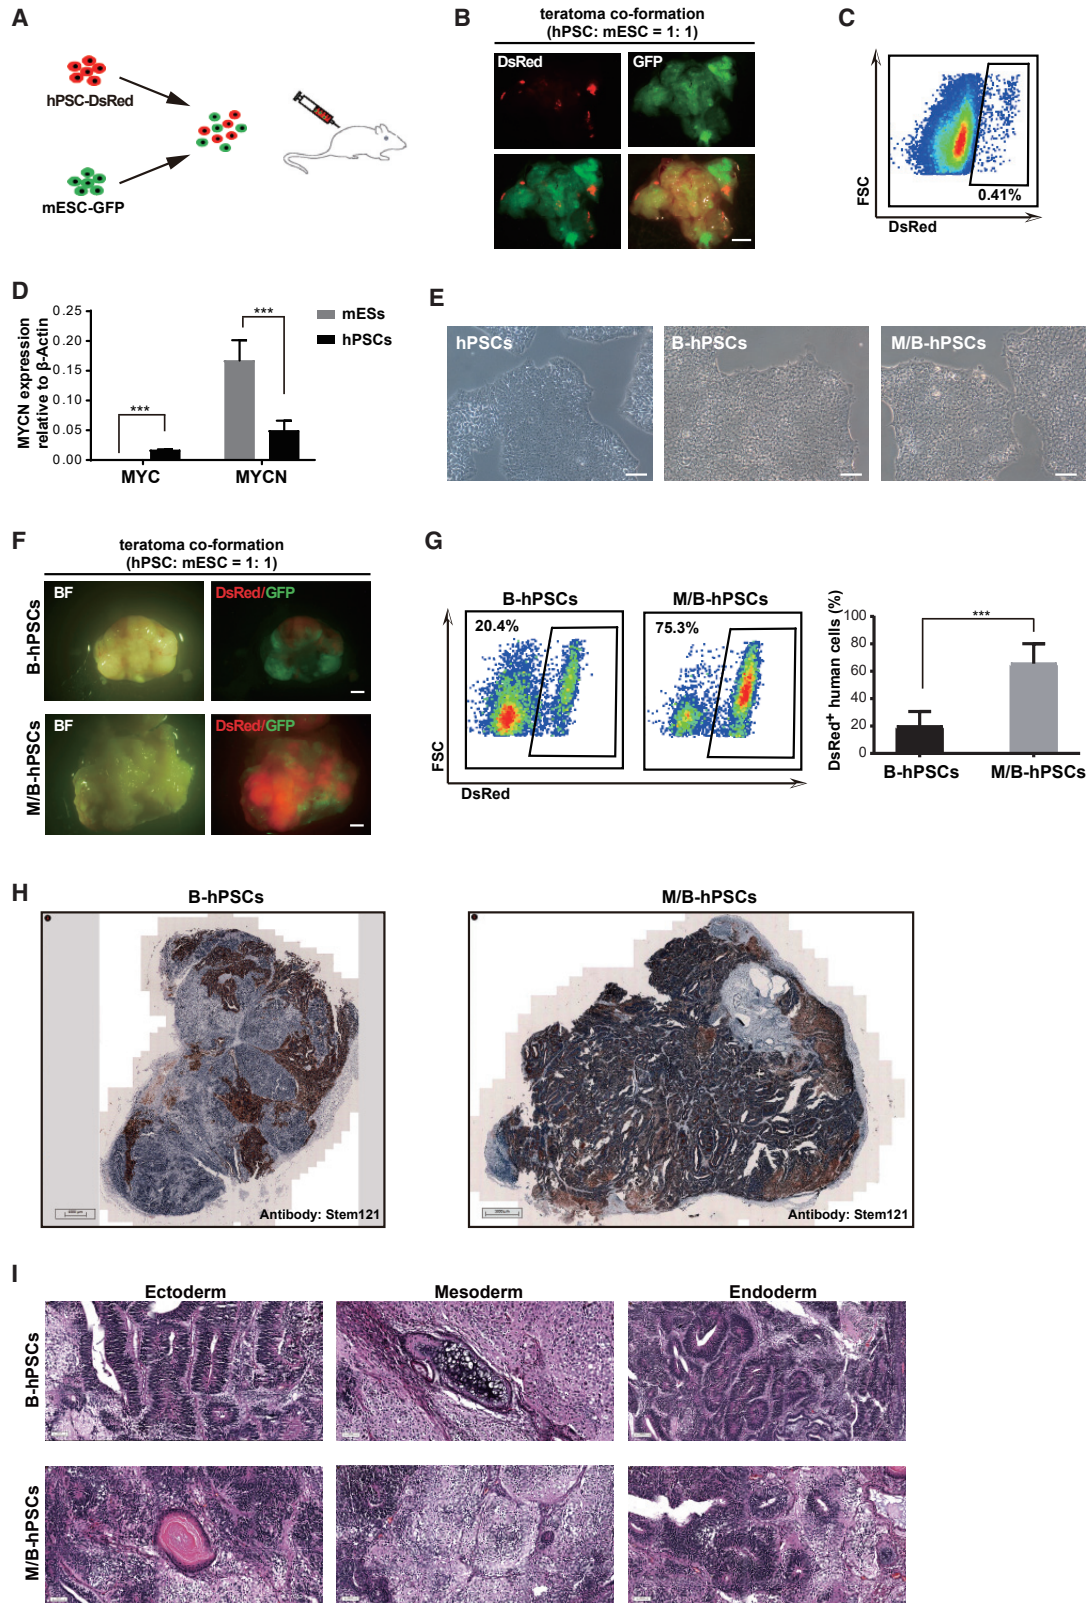 A
hPSC-DsRed
mESC-GFP
B
teratoma co-formation
(hPSC: mESC = 1: 1)
DsRed
GFP
C
FSC
0.41%
DsRed
D
MYCN expression
relative to β-Actin
0.25
0.20
0.15
0.10
0.05
0.00
***
***
mESs
hPSCs
MYC
MYCN
E
hPSCs
B-hPSCs
M/B-hPSCs
F
teratoma co-formation
(hPSC: mESC = 1: 1)
B-hPSCs
BF
DsRed/GFP
M/B-hPSCs
BF
DsRed/GFP
G
B-hPSCs
M/B-hPSCs
20.4%
75.3%
FSC
DsRed
DsRed+ human cells (%)
100
80
60
40
20
0
***
B-hPSCs
M/B-hPSCs
H
B-hPSCs
M/B-hPSCs
Antibody: Stem121
Antibody: Stem121
I
Ectoderm
Mesoderm
Endoderm
B-hPSCs
M/B-hPSCs